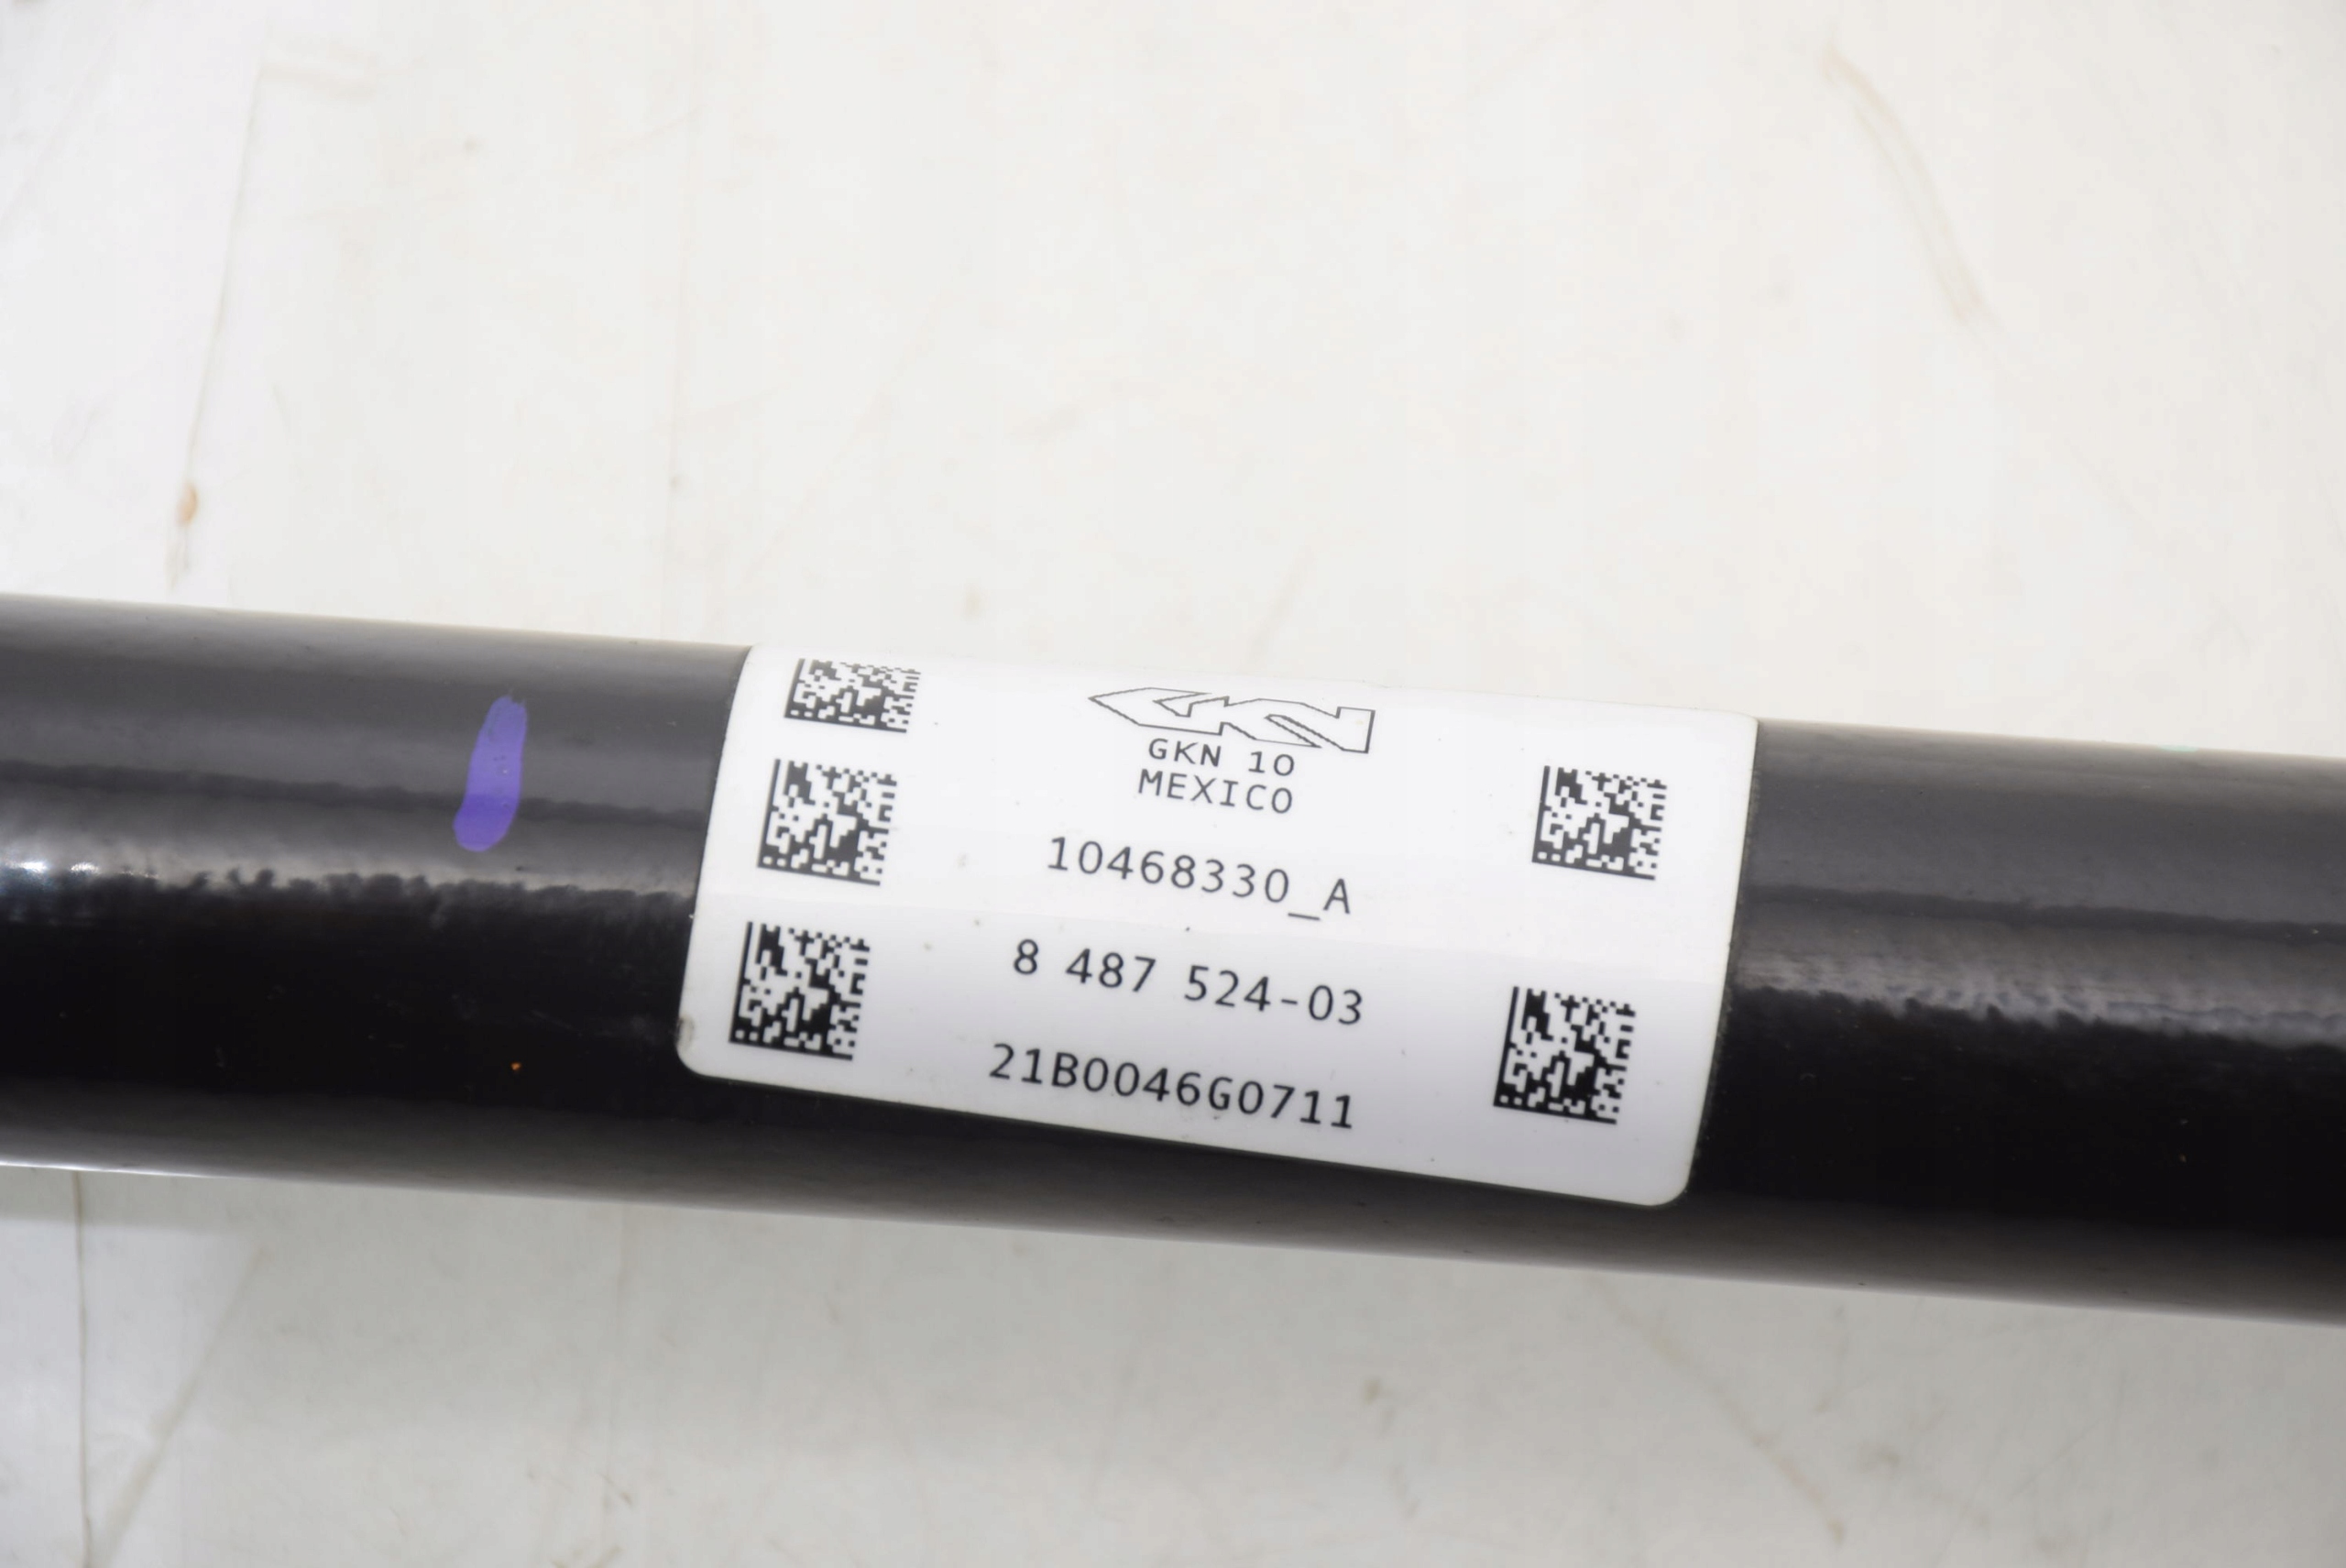 GKN
GKN 10
MEXICO
10468330_A
8 487 524-03
21B0046G0711